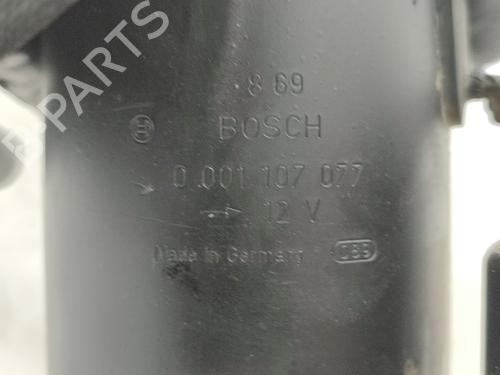 B-PARTS
8 69
BOSCH
0 001 107 077
12 V
Made in Germany